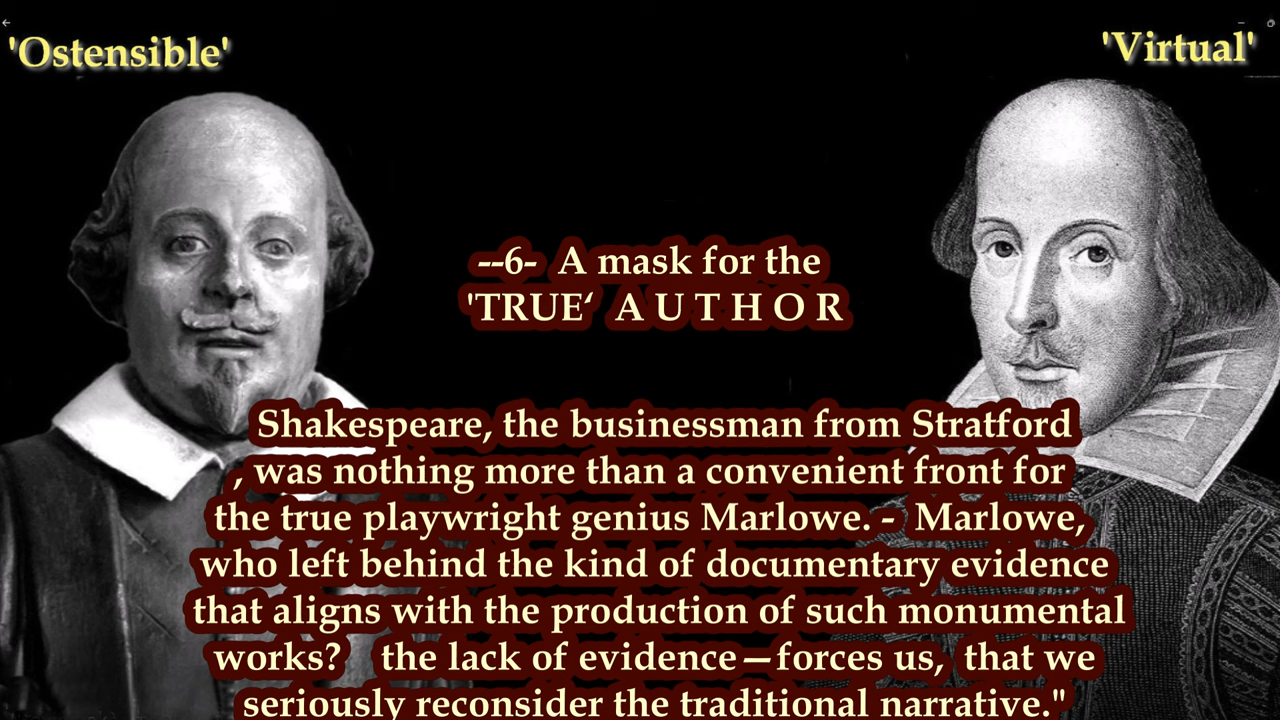 'Ostensible'
'Virtual'
--6- A mask for the
'TRUE‘ A U T H O R
Shakespeare, the businessman from Stratford
, was nothing more than a convenient front for
the true playwright genius Marlowe. - Marlowe,
who left behind the kind of documentary evidence
that aligns with the production of such monumental
works? the lack of evidence—forces us, that we
seriously reconsider the traditional narrative."